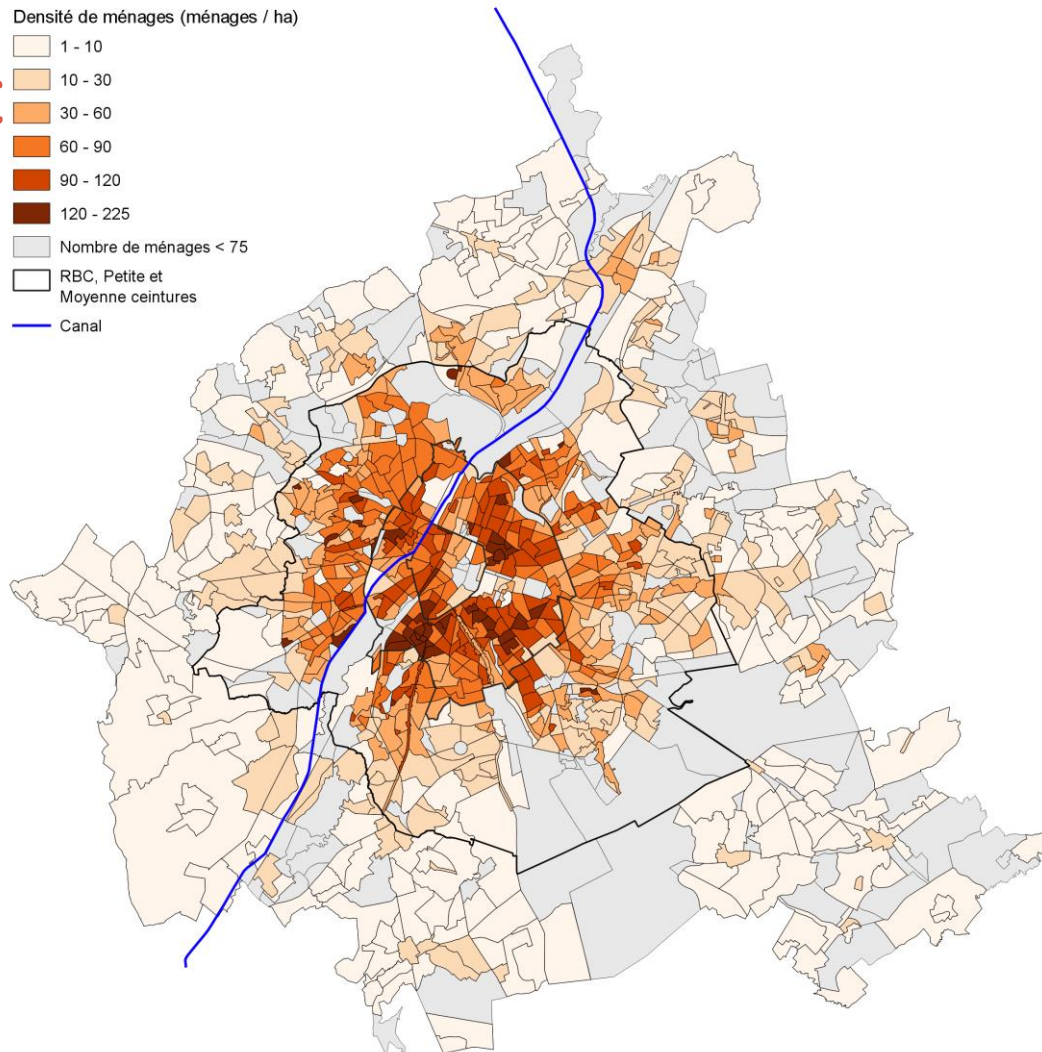 Densité de ménages (ménages / ha)
1 - 10
10 - 30
30 - 60
60 - 90
90 - 120
120 - 225
Nombre de ménages < 75
RBC, Petite et
Moyenne ceintures
Canal